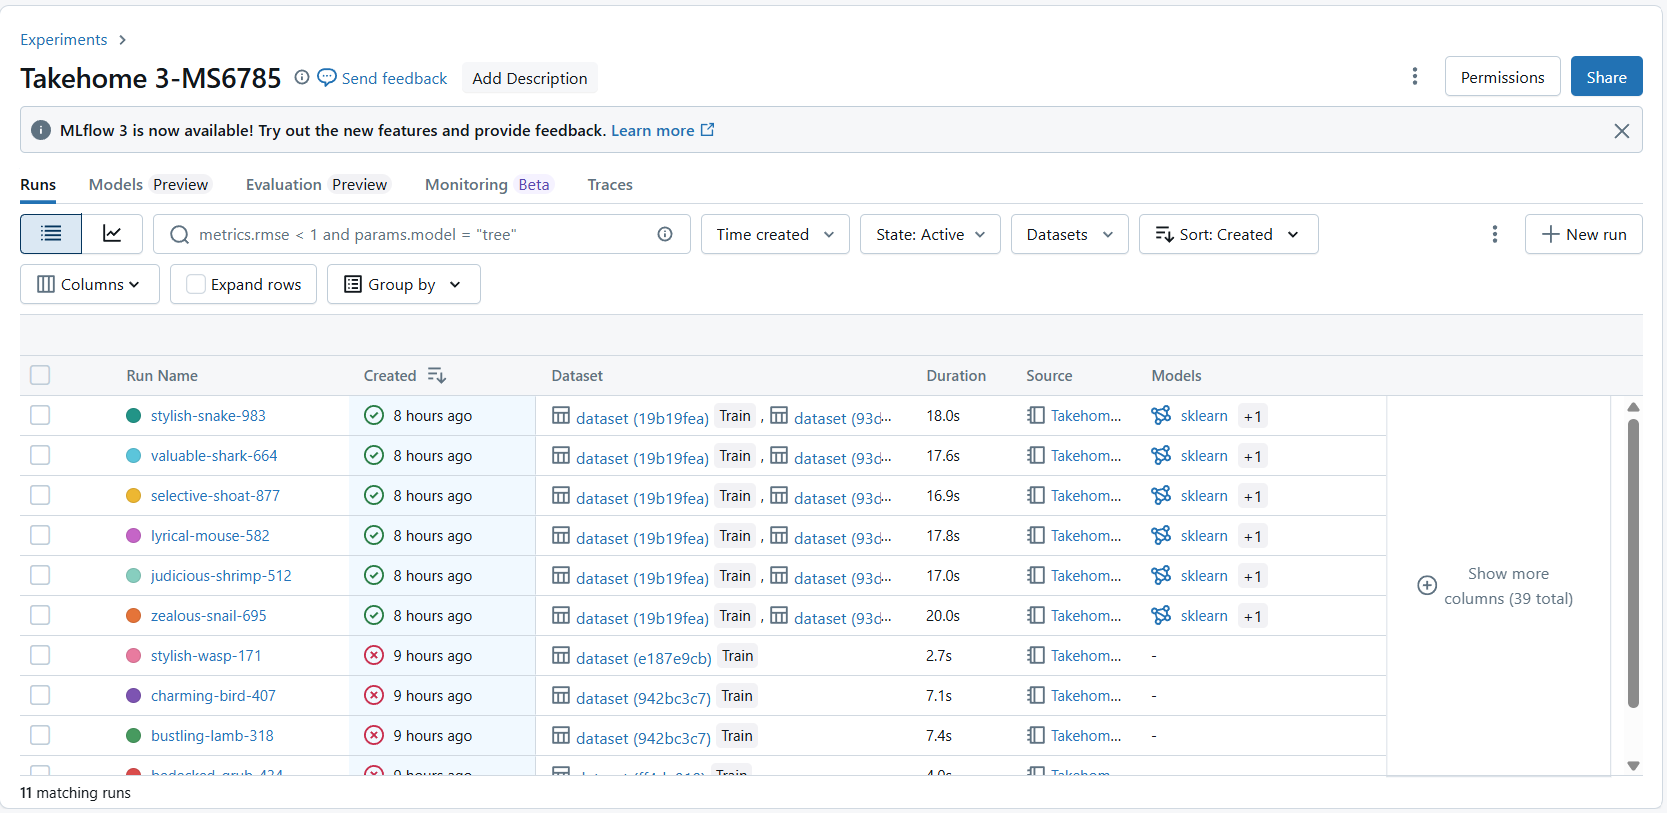 Experiments
Takehome 3-MS6785 Send feedback Add Description Permissions Share
MLflow 3 is now available! Try out the new features and provide feedback. Learn more
Runs Models Preview Evaluation Preview Monitoring Beta Traces
metrics.rmse < 1 and params.model = "tree" Time created State: Active Datasets Sort: Created New run
Columns Expand rows Group by
Run Name Created Dataset Duration Source Models
stylish-snake-983 8 hours ago dataset (19b19fea) Train , dataset (93d... 18.0s Takehom... sklearn +1
valuable-shark-664 8 hours ago dataset (19b19fea) Train , dataset (93d... 17.6s Takehom... sklearn +1
selective-shoat-877 8 hours ago dataset (19b19fea) Train , dataset (93d... 16.9s Takehom... sklearn +1
lyrical-mouse-582 8 hours ago dataset (19b19fea) Train , dataset (93d... 17.8s Takehom... sklearn +1
judicious-shrimp-512 8 hours ago dataset (19b19fea) Train , dataset (93d... 17.0s Takehom... sklearn +1
zealous-snail-695 8 hours ago dataset (19b19fea) Train , dataset (93d... 20.0s Takehom... sklearn +1
stylish-wasp-171 9 hours ago dataset (e187e9cb) Train 2.7s Takehom... -
charming-bird-407 9 hours ago dataset (942bc3c7) Train 7.1s Takehom... -
bustling-lamb-318 9 hours ago dataset (942bc3c7) Train 7.4s Takehom... -
9 hours ago Train Takehom
Show more
columns (39 total)
11 matching runs